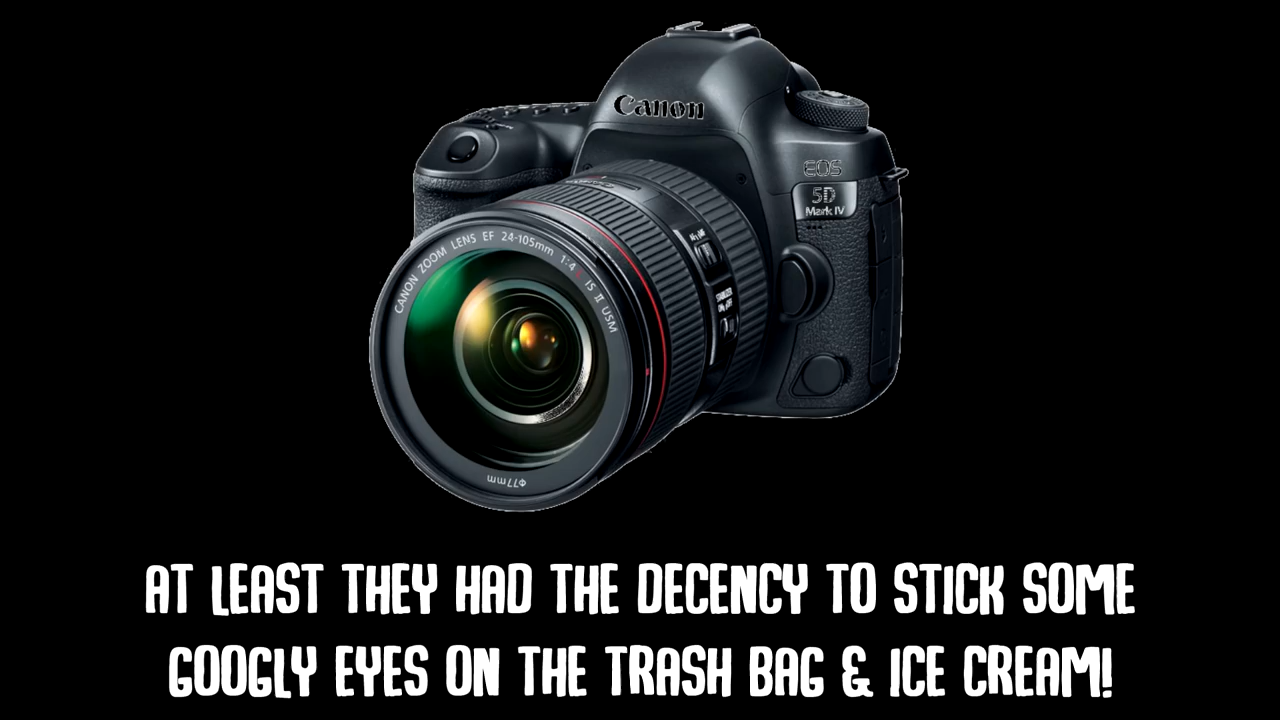 Canon
EOS
5D
Mark IV
CANON ZOOM LENS EF 24-105mm 1:4 L IS II USM
Φ77mm
AT LEAST THEY HAD THE DECENCY TO STICK SOME
GOOGLY EYES ON THE TRASH BAG & ICE CREAM!